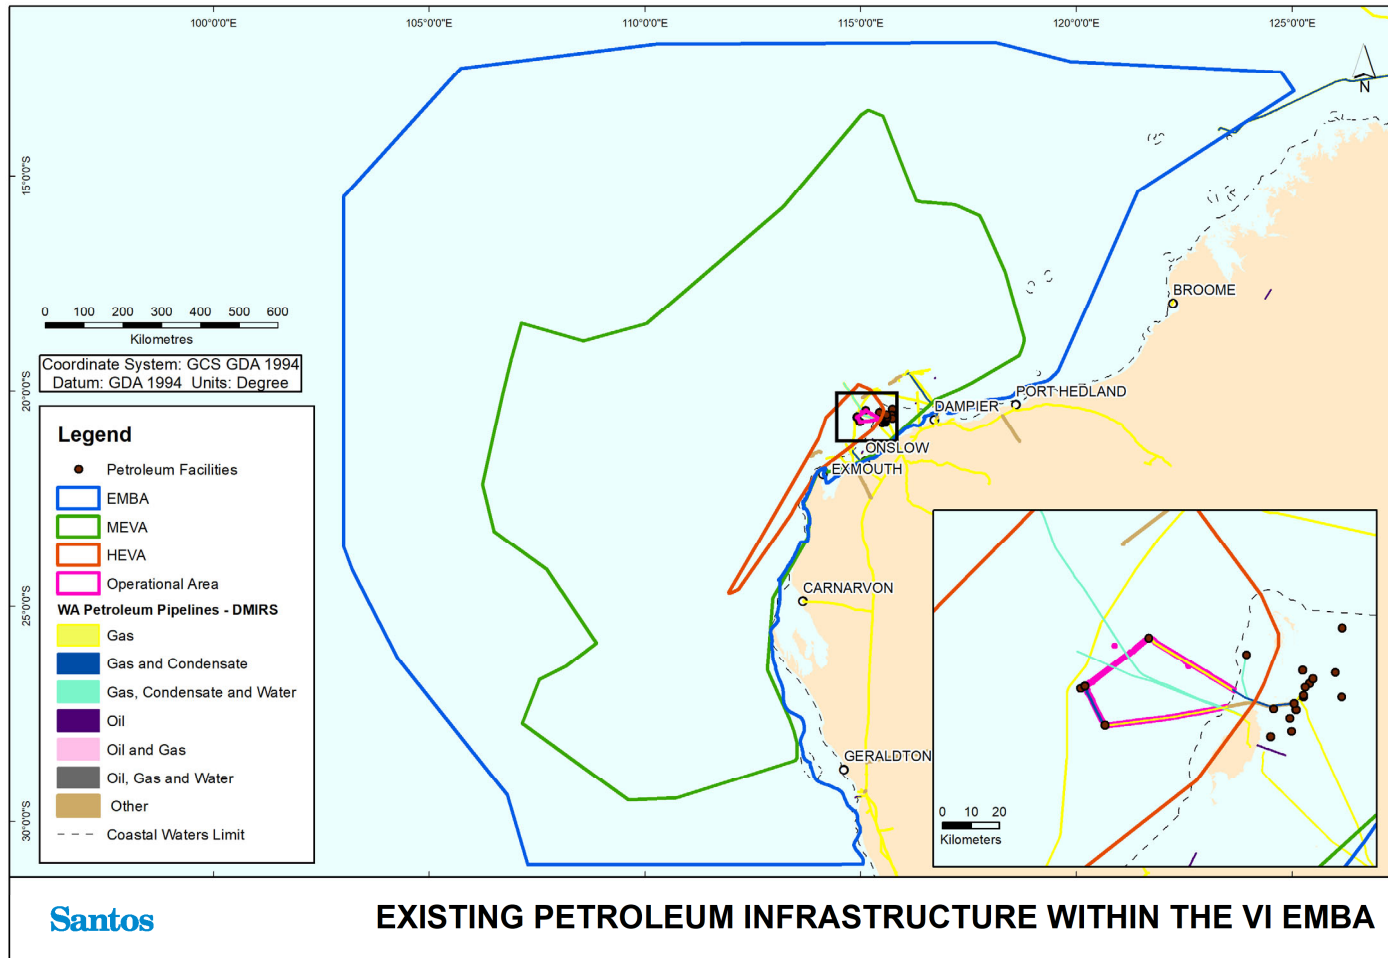 100°0'0"E
105°0'0"E
110°0'0"E
115°0'0"E
120°0'0"E
125°0'0"E
N
15°0'0"S
20°0'0"S
25°0'0"S
30°0'0"S
BROOME
PORT HEDLAND
DAMPIER
ONSLOW
EXMOUTH
CARNARVON
GERALDTON
0 100 200 300 400 500 600
Kilometres
Coordinate System: GCS GDA 1994
Datum: GDA 1994 Units: Degree
Legend
Petroleum Facilities
EMBA
MEVA
HEVA
Operational Area
WA Petroleum Pipelines - DMIRS
Gas
Gas and Condensate
Gas, Condensate and Water
Oil
Oil and Gas
Oil, Gas and Water
Other
Coastal Waters Limit
0 10 20
Kilometers
Santos
EXISTING PETROLEUM INFRASTRUCTURE WITHIN THE VI EMBA